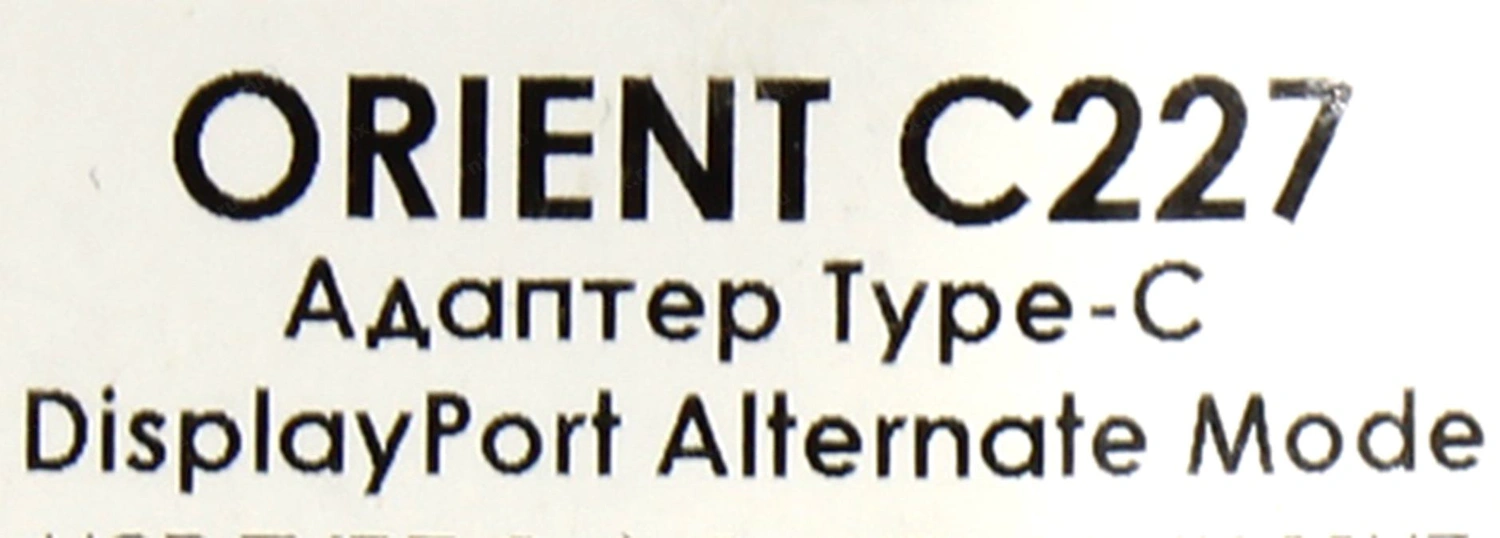 ORIENT C227
Адаптер Type-C
DisplayPort Alternate Mode